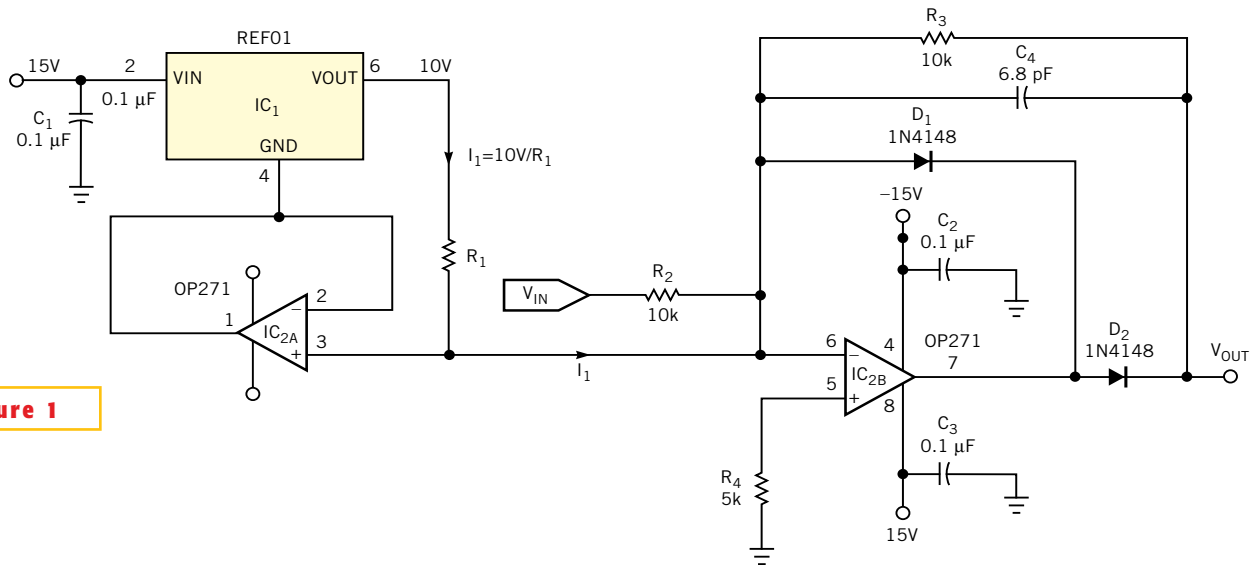 REF01
15V
2
VIN
VOUT
6
10V
0.1 µF
IC1
C1
0.1 µF
GND
4
I1=10V/R1
R1
OP271
2
1
IC2A
3
I1
ure 1
VIN
R2
10k
R3
10k
C4
6.8 pF
D1
1N4148
−15V
C2
0.1 µF
6
4
OP271
7
5
IC2B
8
D2
1N4148
VOUT
C3
0.1 µF
R4
5k
15V
−
+
−
+